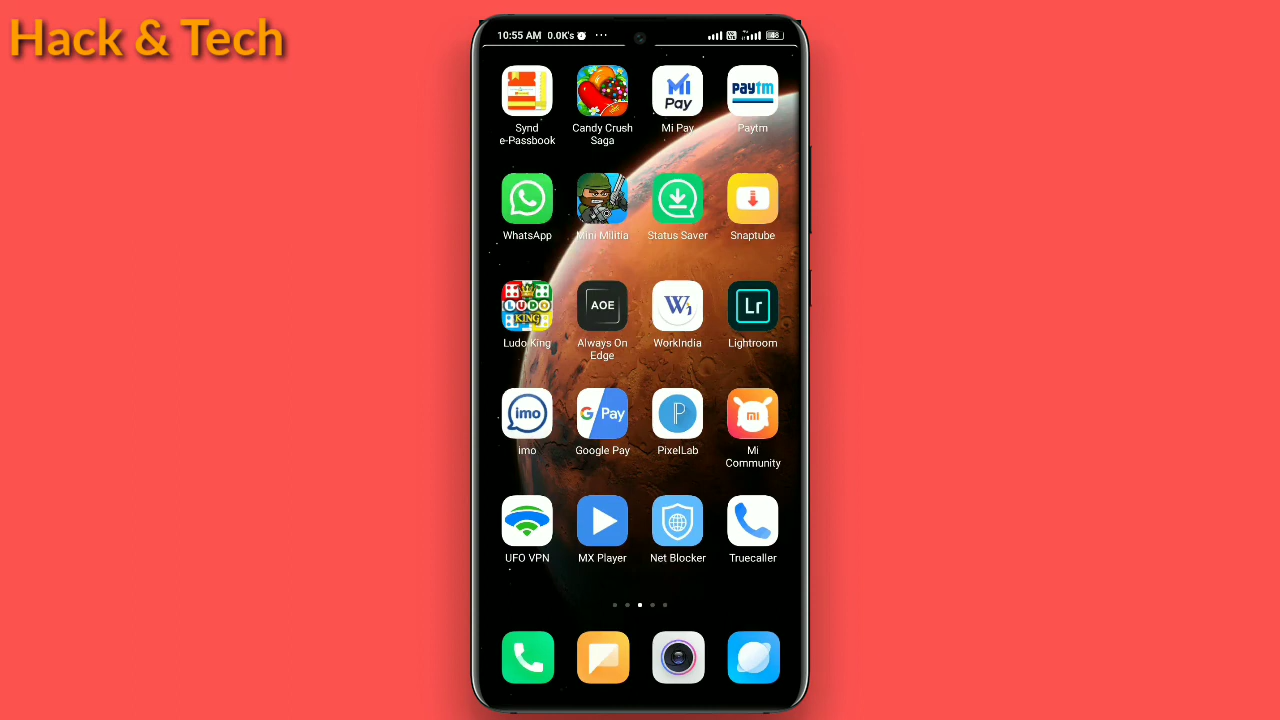 Hack & Tech
10:55 AM 0.0K's ... 48
Mi
Pay
Paytm
Synd
e-Passbook
Candy Crush
Saga
Mi Pay
Paytm
WhatsApp
Mini Militia
Status Saver
Snaptube
LUDO
KING
AOE
W
Lr
Ludo King
Always On
Edge
WorkIndia
Lightroom
imo
G Pay
P
mi
imo
Google Pay
PixelLab
Mi
Community
UFO VPN
MX Player
Net Blocker
Truecaller